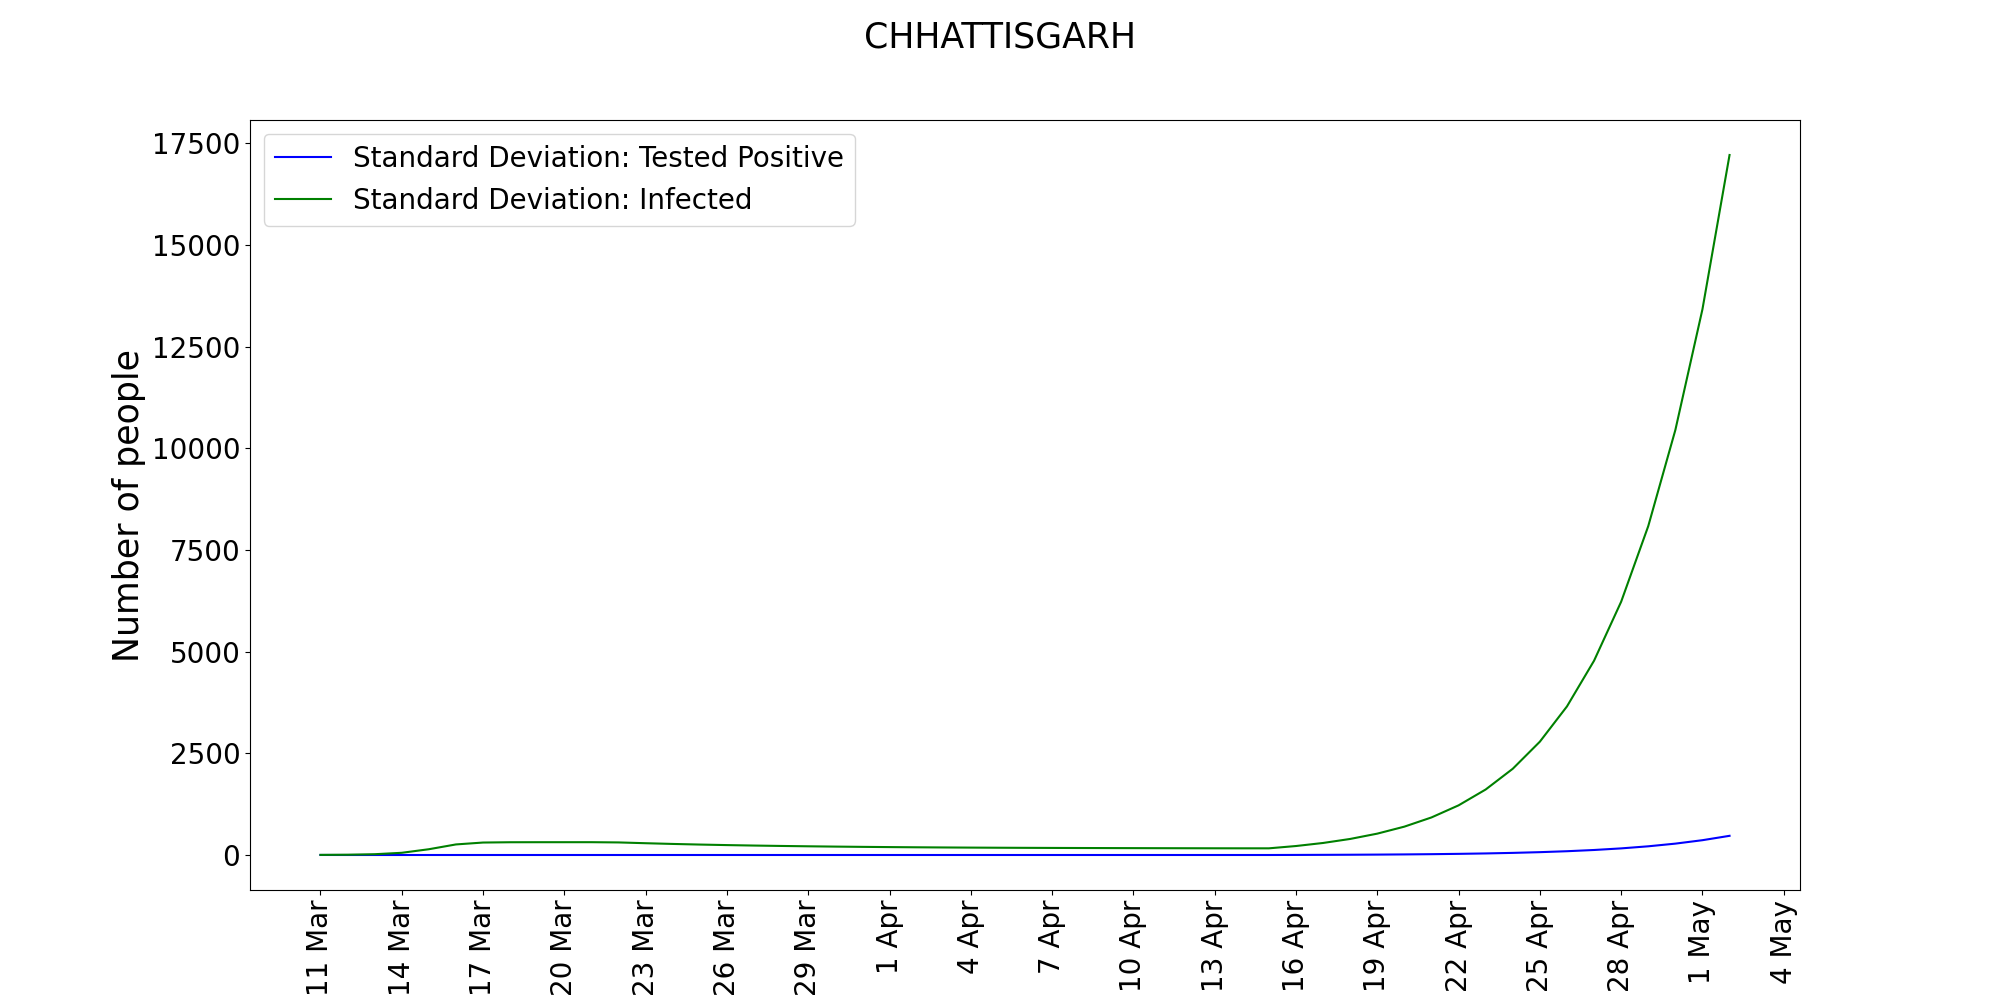 CHHATTISGARH
Standard Deviation: Tested Positive
Standard Deviation: Infected
Number of people
17500
15000
12500
10000
7500
5000
2500
0
11 Mar
14 Mar
17 Mar
20 Mar
23 Mar
26 Mar
29 Mar
1 Apr
4 Apr
7 Apr
10 Apr
13 Apr
16 Apr
19 Apr
22 Apr
25 Apr
28 Apr
1 May
4 May